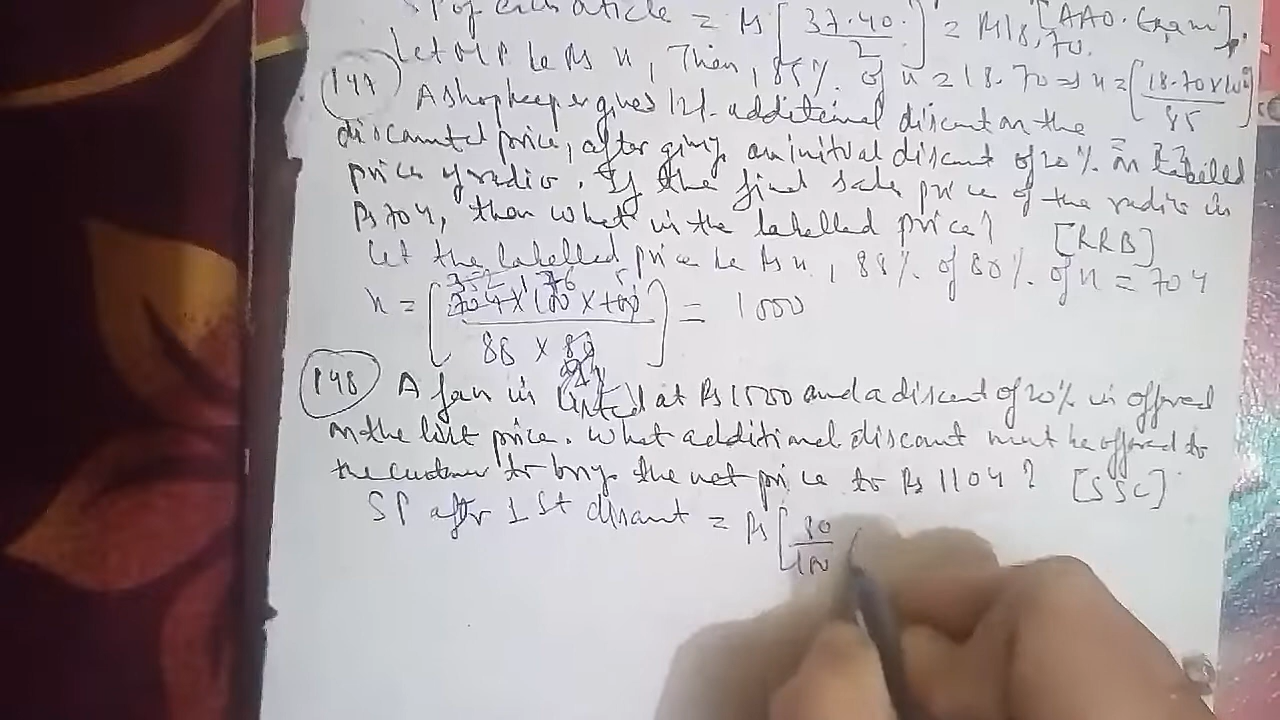 SP of each article = Rs [37.40/2] = Rs 18.70. [AAO. Exam].
Let M.P. be Rs x, Then, 85% of x = 18.70 ⇒ x = [18.70 × 100/85]
147 A shopkeeper gives 12% additional discount on the
discounted price, after giving an initial discount of 20% on labelled
price of radio. If the final sale price of the radio is
Rs 704, then what is the labelled price? [RRB]
Let the labelled price be Rs x, 88% of 80% of x = 704
x = [704 × 100 × 100/88 × 80] = 1000
148 A fan is listed at Rs 1500 and a discount of 20% is offered
on the list price. What additional discount must be offered to
the customer to bring the net price to Rs 1104? [SSC]
SP after 1st discount = Rs [80/100